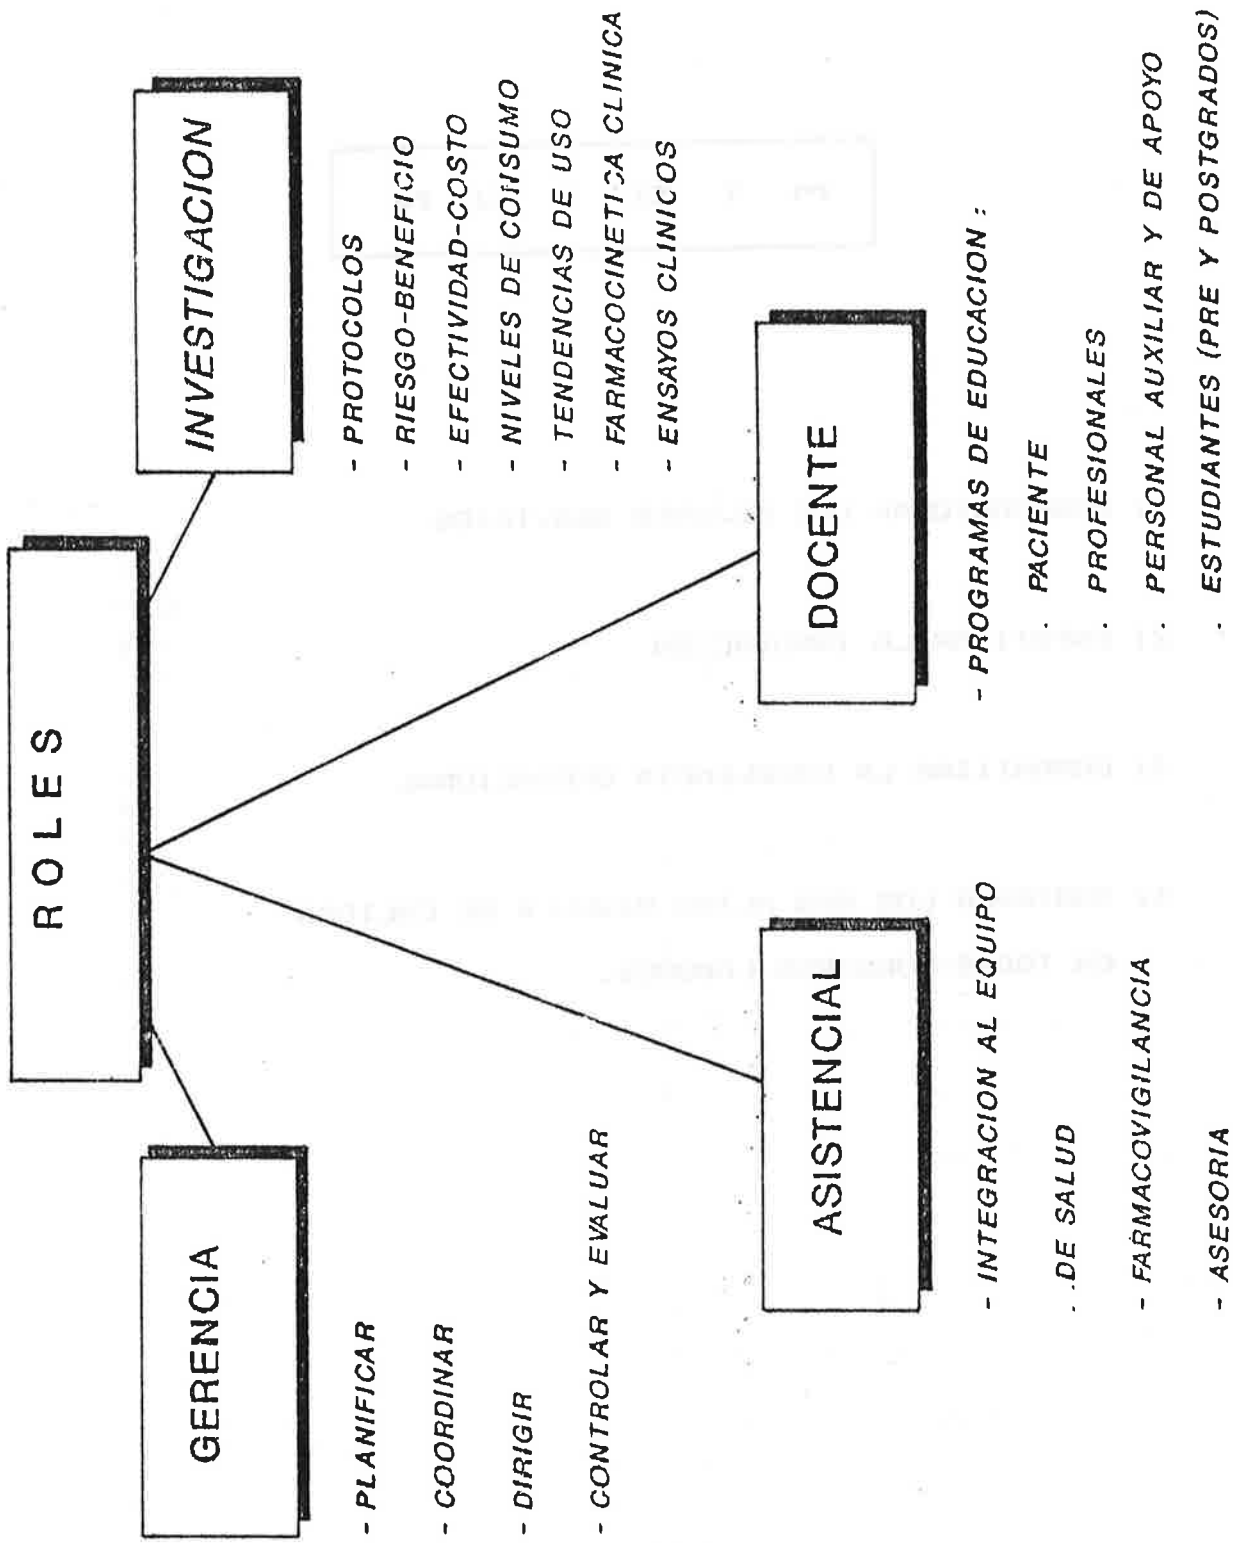 ROLES
GERENCIA
- PLANIFICAR
- COORDINAR
- DIRIGIR
- CONTROLAR Y EVALUAR
INVESTIGACION
- PROTOCOLOS
- RIESGO-BENEFICIO
- EFECTIVIDAD-COSTO
- NIVELES DE CONSUMO
- TENDENCIAS DE USO
- FARMACOCINETICA CLINICA
- ENSAYOS CLINICOS
ASISTENCIAL
- INTEGRACION AL EQUIPO
. .DE SALUD
- FARMACOVIGILANCIA
- ASESORIA
DOCENTE
- PROGRAMAS DE EDUCACION :
. PACIENTE
. PROFESIONALES
. PERSONAL AUXILIAR Y DE APOYO
. ESTUDIANTES (PRE Y POSTGRADOS)